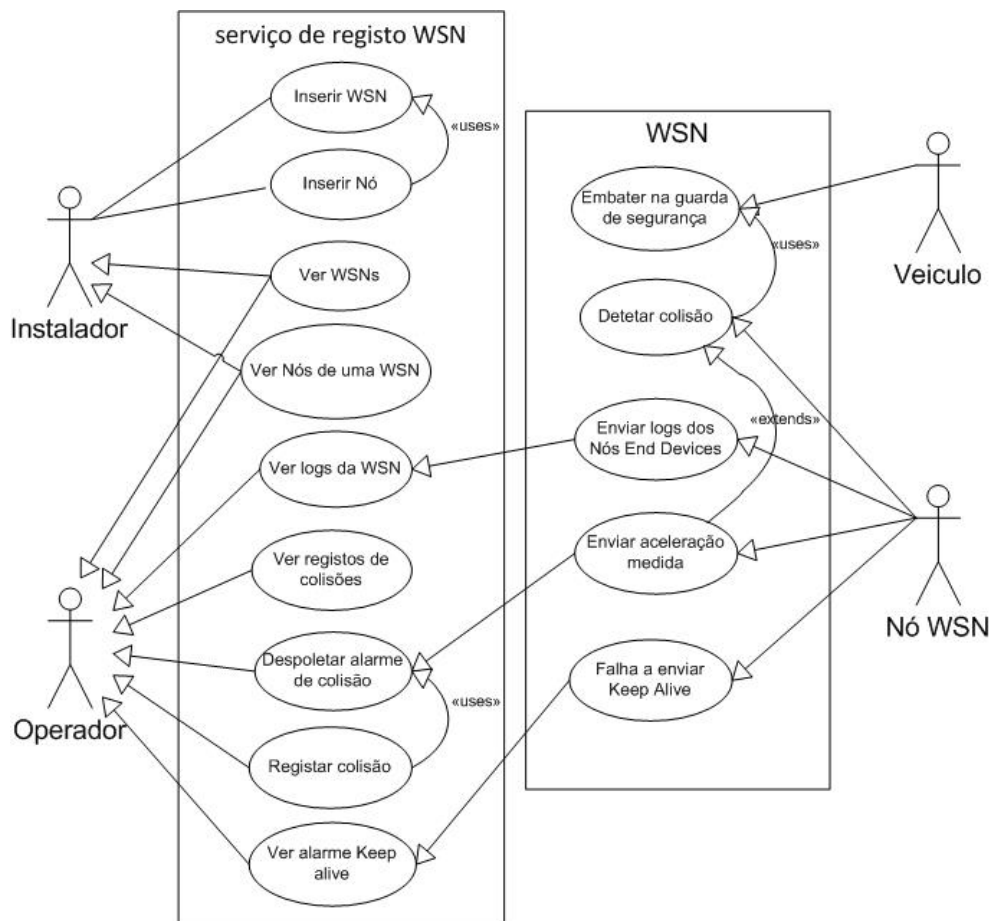 serviço de registo WSN
Inserir WSN
«uses»
Inserir Nó
Instalador
Ver WSNs
Ver Nós de uma WSN
Ver logs da WSN
Ver registos de
colisões
Despoletar alarme
de colisão
«uses»
Operador
Registar colisão
Ver alarme Keep
alive
WSN
Embater na guarda
de segurança
«uses»
Veiculo
Detetar colisão
Enviar logs dos
Nós End Devices
«extends»
Enviar aceleração
medida
Nó WSN
Falha a enviar
Keep Alive